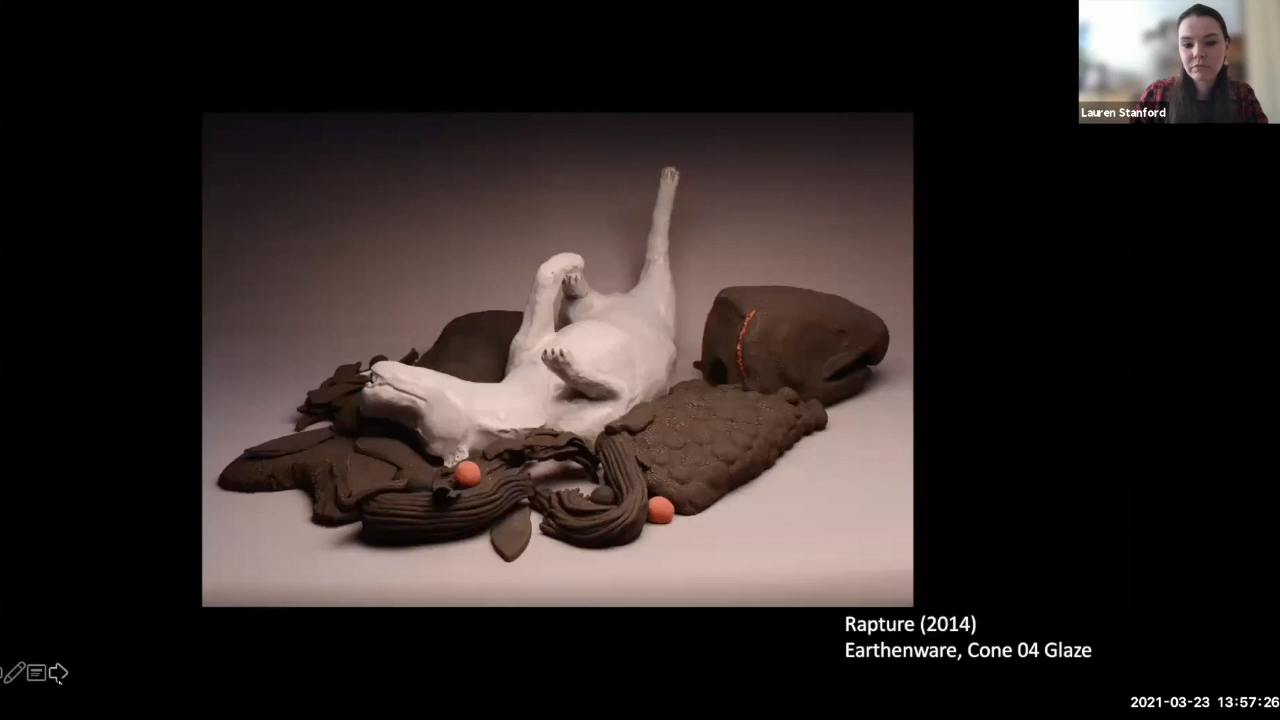 Lauren Stanford
Rapture (2014)
Earthenware, Cone 04 Glaze
2021-03-23 13:57:26